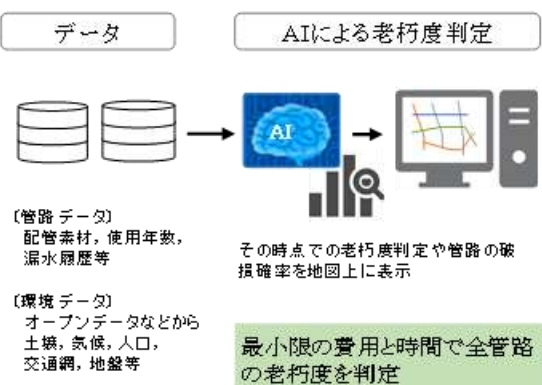 データ
AIによる老朽度判定
AI
〔管路データ〕
配管素材，使用年数，
漏水履歴等
〔環境データ〕
オープンデータなどから
土壌，気候，人口，
交通網，地盤等
その時点での老朽度判定や管路の破
損確率を地図上に表示
最小限の費用と時間で全管路
の老朽度を判定